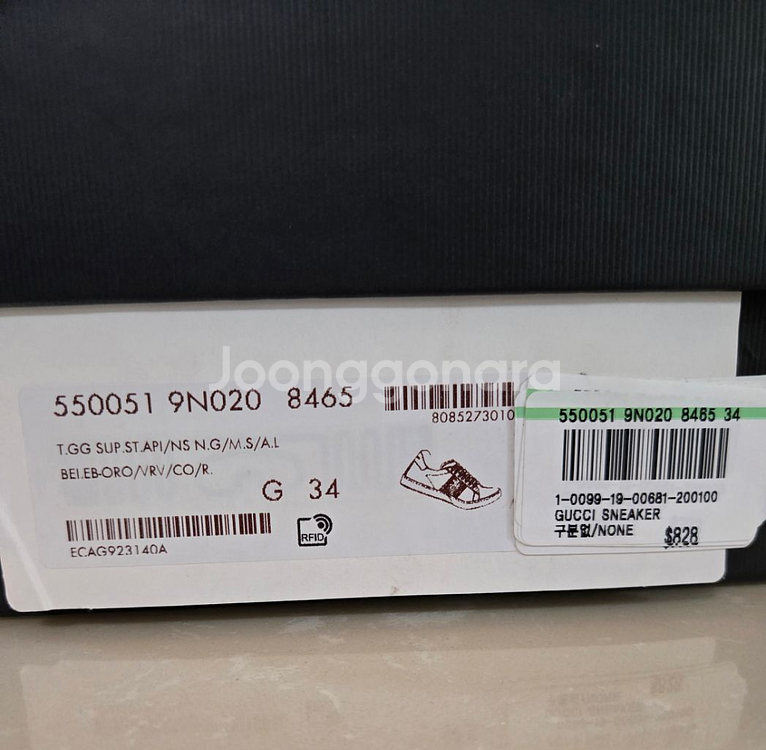 Joonggonara
550051 9N020 8465
8085273010
T.GG SUP.ST.API/NS N.G/M.S/A.L
BEI.EB-ORO/VRV/CO/R.
G 34
ECAG923140A
RFID
550051 9N020 8465 34
1-0099-19-00681-200100
GUCCI SNEAKER
구분없/NONE
$828